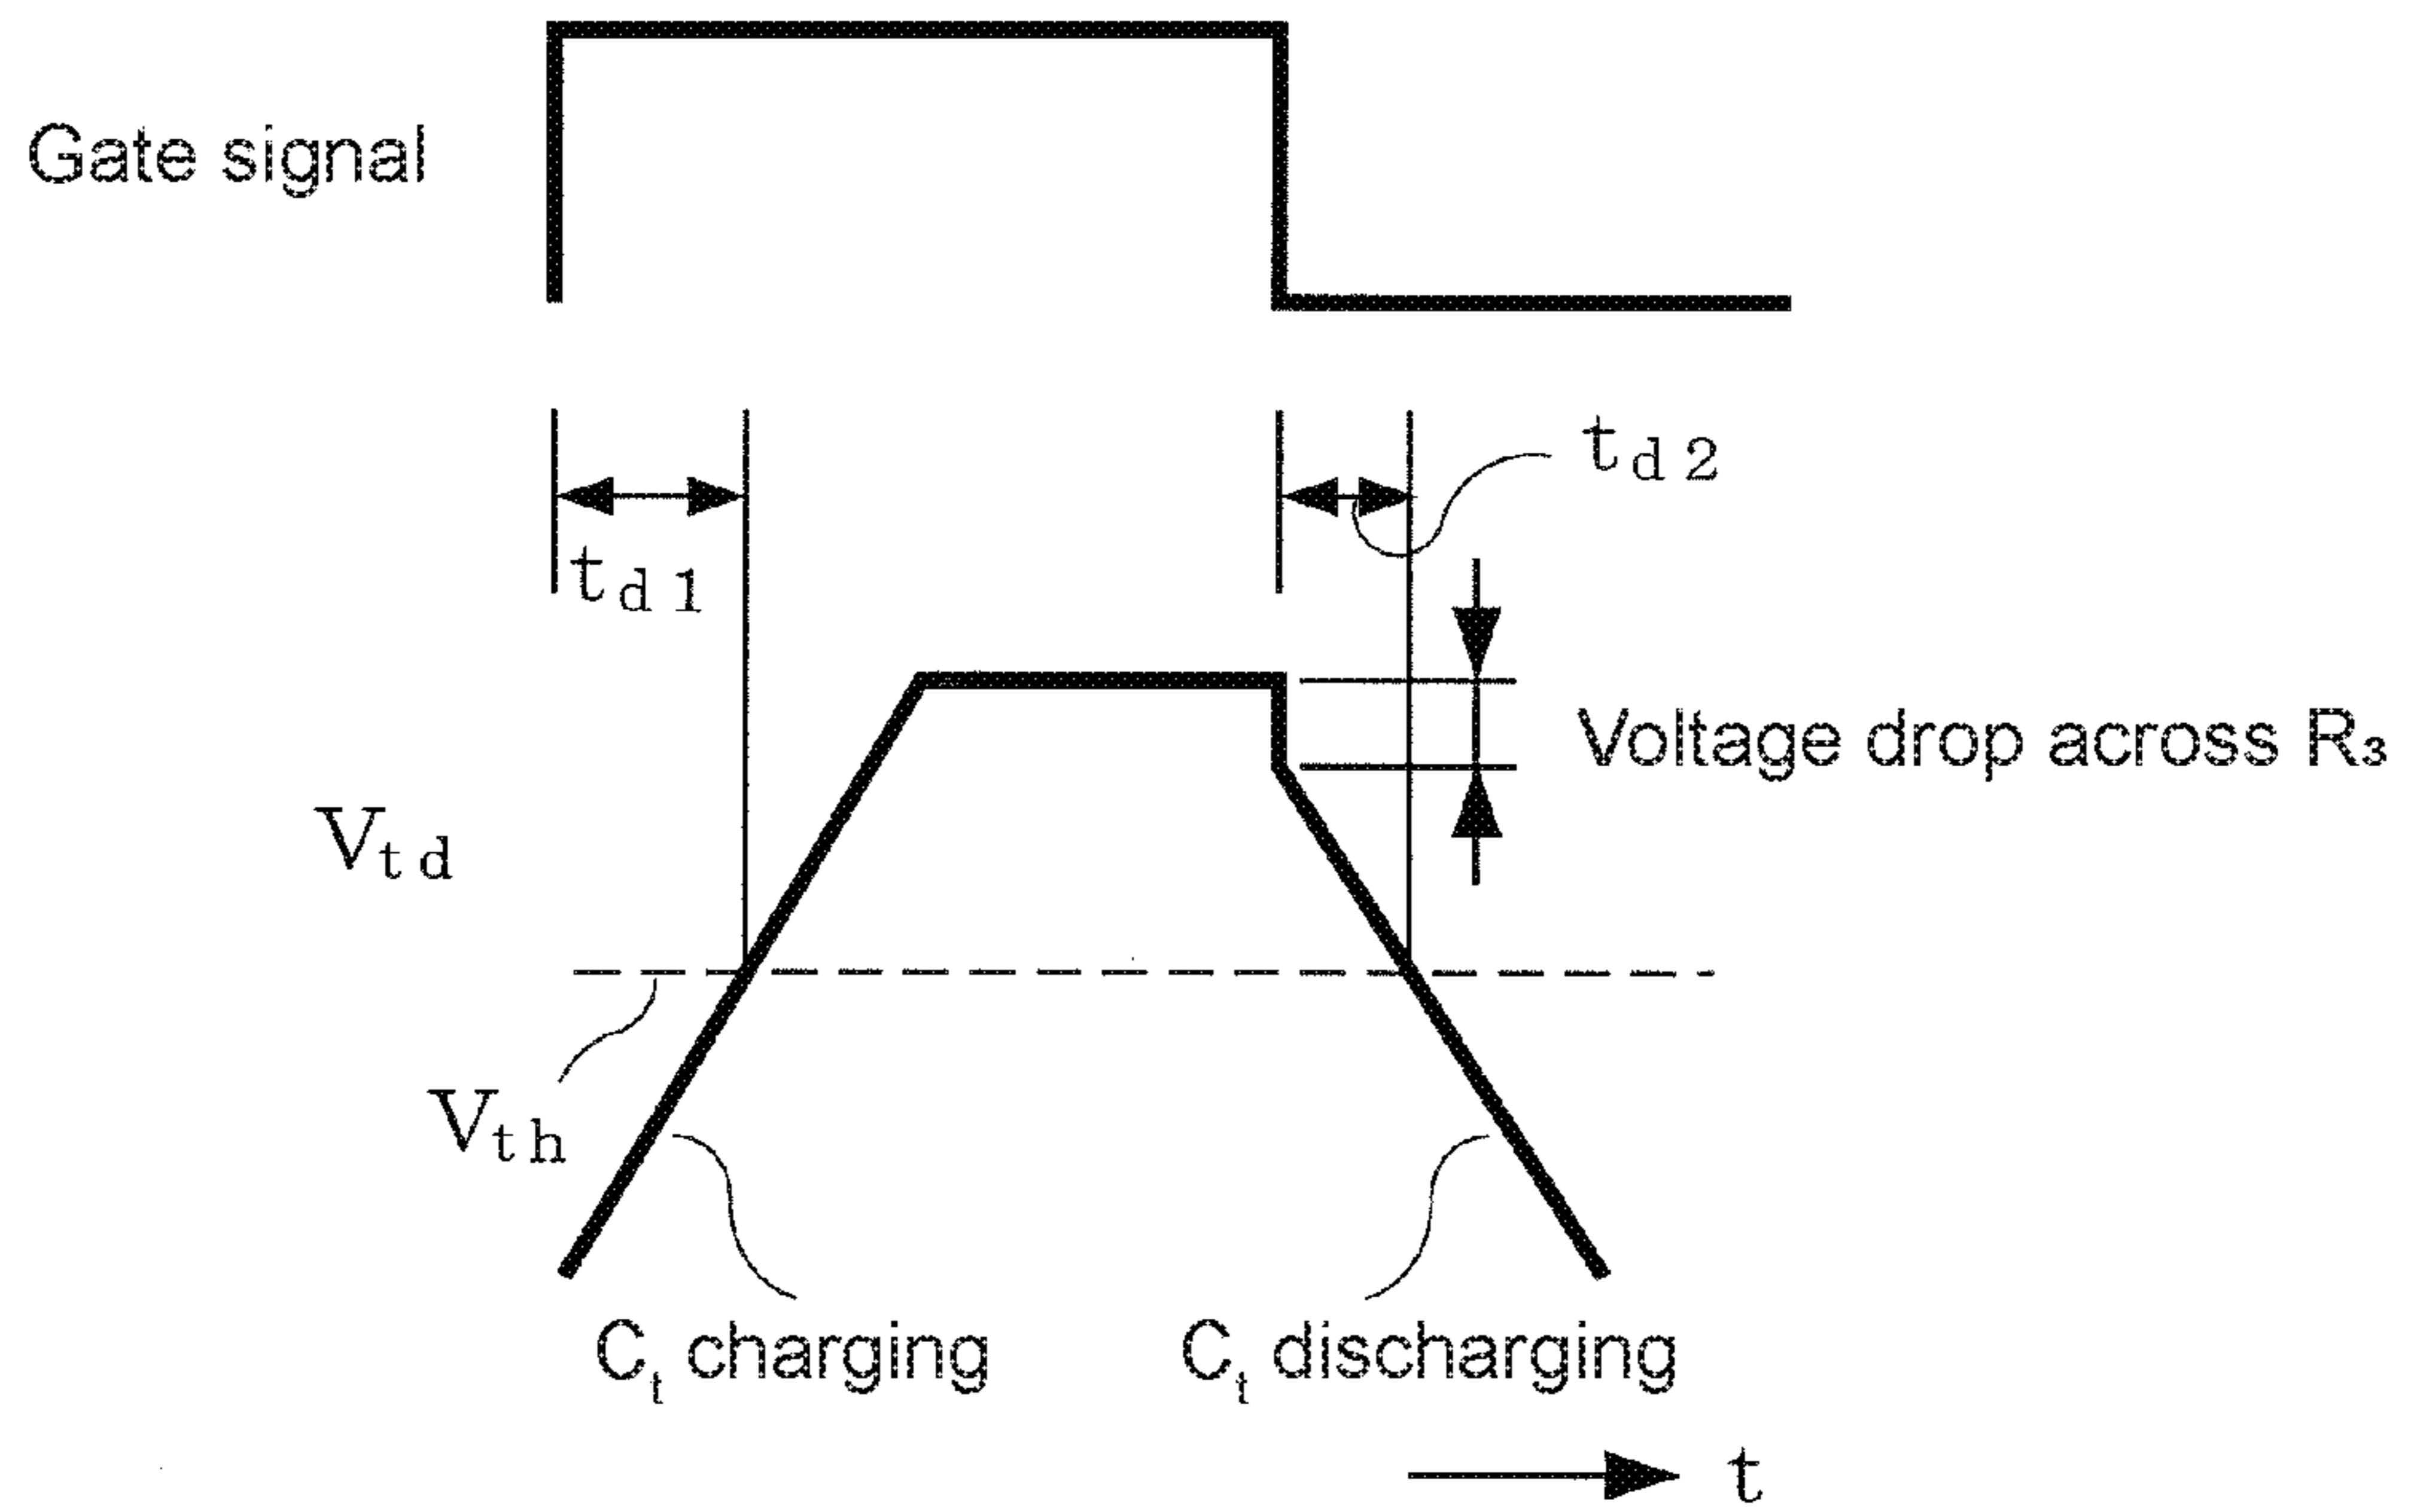 Gate signal
td2
td1
Voltage drop across R3
Vtd
Vth
Ct charging
Ct discharging
t